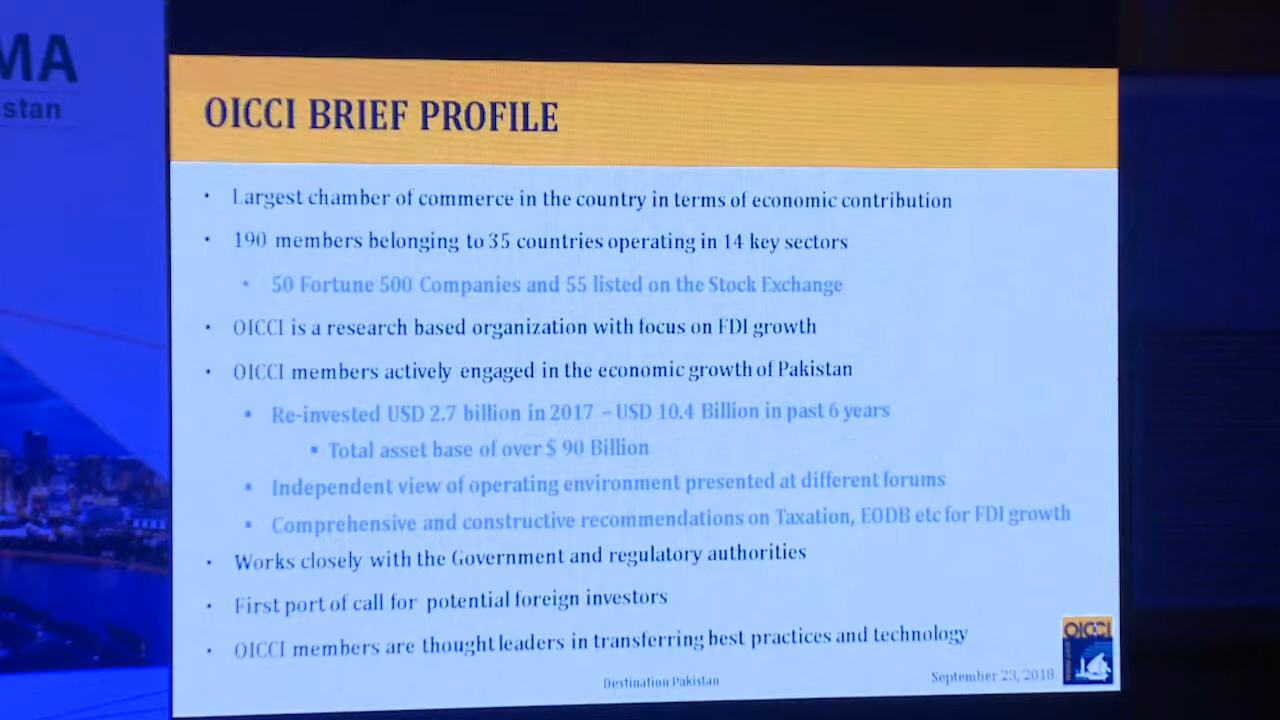 MA
stan
OICCI BRIEF PROFILE
• Largest chamber of commerce in the country in terms of economic contribution
• 190 members belonging to 35 countries operating in 14 key sectors
• 50 Fortune 500 Companies and 55 listed on the Stock Exchange
• OICCI is a research based organization with focus on FDI growth
• OICCI members actively engaged in the economic growth of Pakistan
▪ Re-invested USD 2.7 billion in 2017 – USD 10.4 Billion in past 6 years
▪ Total asset base of over $ 90 Billion
▪ Independent view of operating environment presented at different forums
▪ Comprehensive and constructive recommendations on Taxation, EODB etc for FDI growth
• Works closely with the Government and regulatory authorities
• First port of call for potential foreign investors
• OICCI members are thought leaders in transferring best practices and technology
OICCI
Destination Pakistan
September 23, 2018